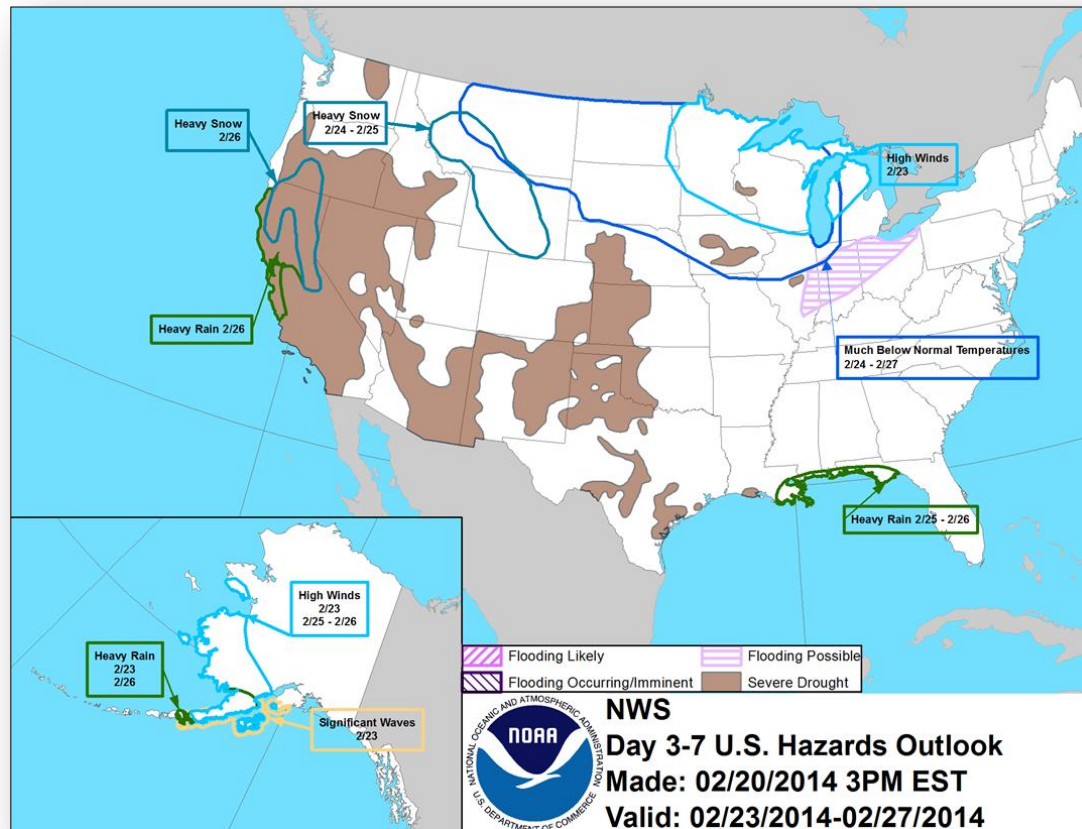 Heavy Snow
2/26
Heavy Snow
2/24 - 2/25
High Winds
2/23
Heavy Rain 2/26
Much Below Normal Temperatures
2/24 - 2/27
Heavy Rain 2/25 - 2/26
High Winds
2/23
2/25 - 2/26
Heavy Rain
2/23
2/26
Significant Waves
2/23
Flooding Likely
Flooding Possible
Flooding Occurring/Imminent
Severe Drought
NATIONAL OCEANIC AND ATMOSPHERIC ADMINISTRATION
NOAA
U.S. DEPARTMENT OF COMMERCE
NWS
Day 3-7 U.S. Hazards Outlook
Made: 02/20/2014 3PM EST
Valid: 02/23/2014-02/27/2014